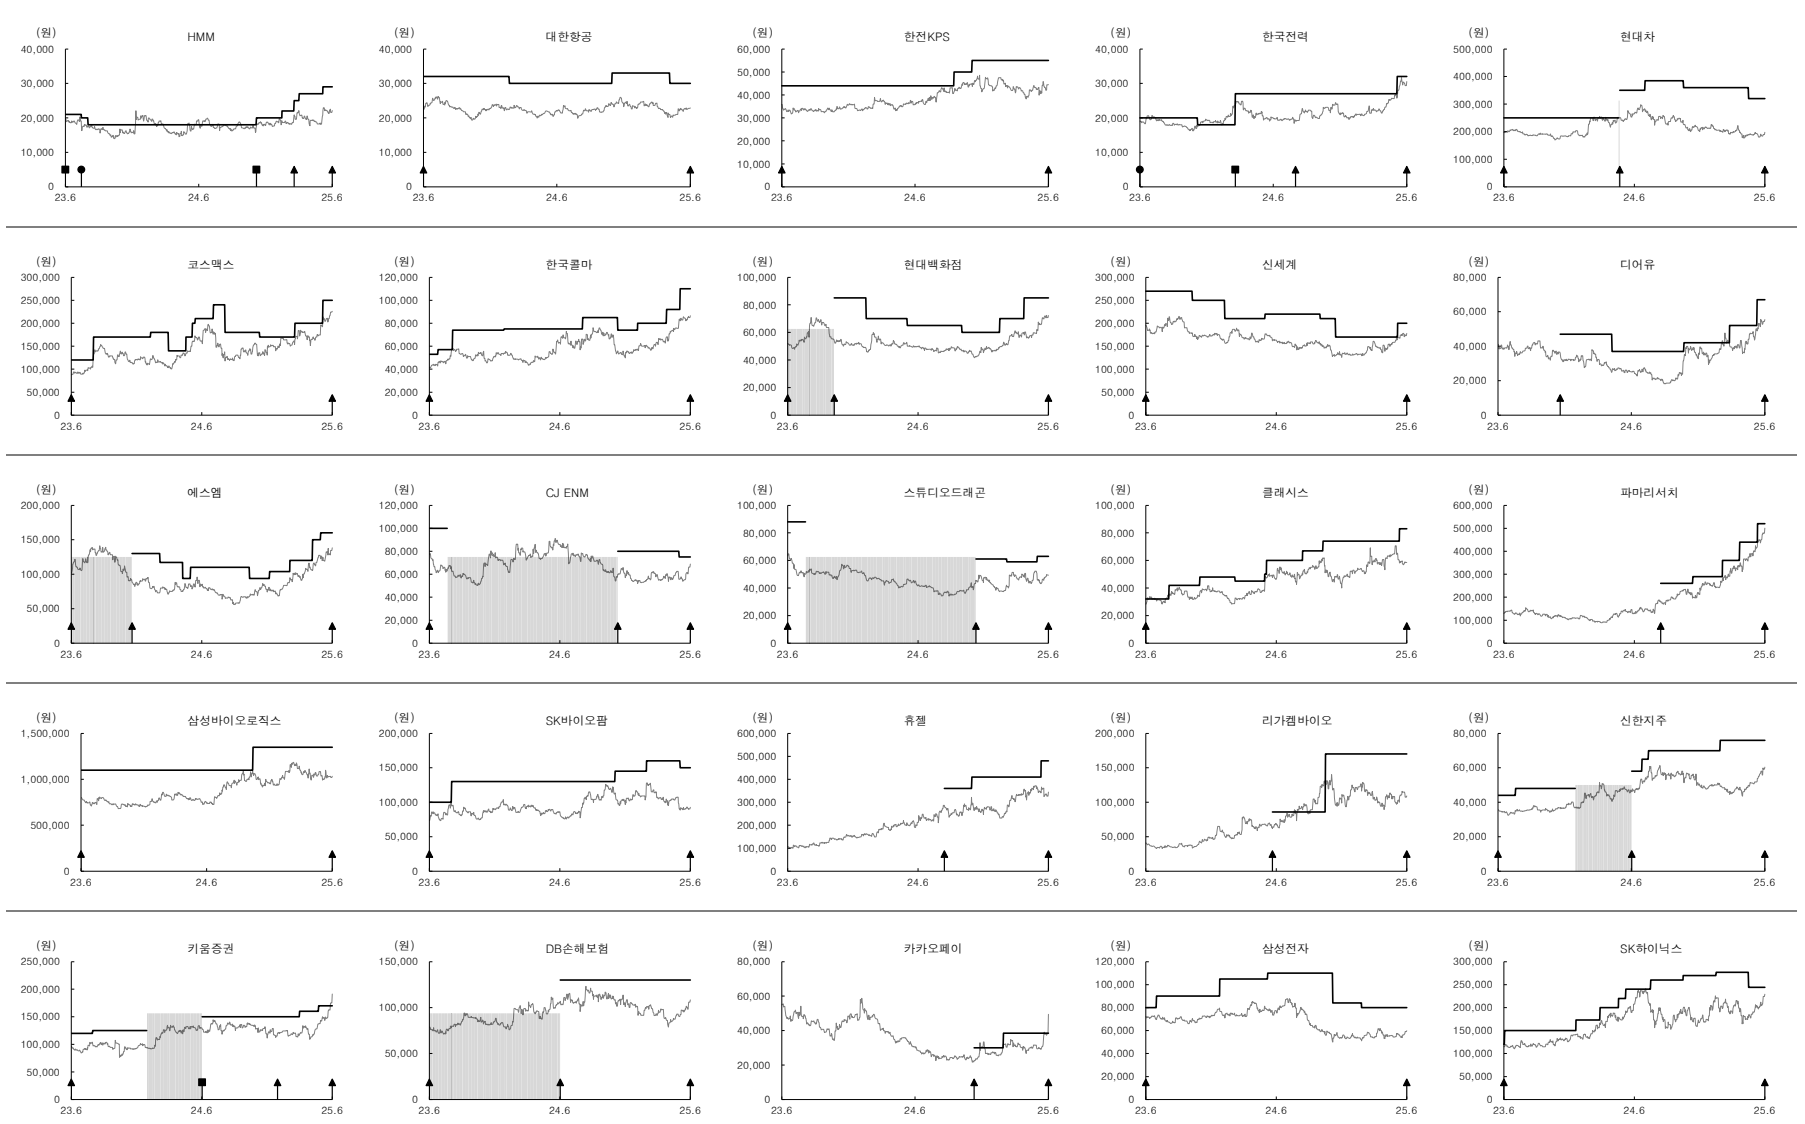 (원) HMM
40,000
30,000
20,000
10,000
0
23.6 24.6 25.6
(원) 대한항공
40,000
30,000
20,000
10,000
0
23.6 24.6 25.6
(원) 한전KPS
60,000
50,000
40,000
30,000
20,000
10,000
0
23.6 24.6 25.6
(원) 한국전력
40,000
30,000
20,000
10,000
0
23.6 24.6 25.6
(원) 현대차
500,000
400,000
300,000
200,000
100,000
0
23.6 24.6 25.6
(원) 코스맥스
300,000
250,000
200,000
150,000
100,000
50,000
0
23.6 24.6 25.6
(원) 한국콜마
120,000
100,000
80,000
60,000
40,000
20,000
0
23.6 24.6 25.6
(원) 현대백화점
100,000
80,000
60,000
40,000
20,000
0
23.6 24.6 25.6
(원) 신세계
300,000
250,000
200,000
150,000
100,000
50,000
0
23.6 24.6 25.6
(원) 디어유
80,000
60,000
40,000
20,000
0
23.6 24.6 25.6
(원) 에스엠
200,000
150,000
100,000
50,000
0
23.6 24.6 25.6
(원) CJ ENM
120,000
100,000
80,000
60,000
40,000
20,000
0
23.6 24.6 25.6
(원) 스튜디오드래곤
100,000
80,000
60,000
40,000
20,000
0
23.6 24.6 25.6
(원) 클래시스
100,000
80,000
60,000
40,000
20,000
0
23.6 24.6 25.6
(원) 파마리서치
600,000
500,000
400,000
300,000
200,000
100,000
0
23.6 24.6 25.6
(원) 삼성바이오로직스
1,500,000
1,000,000
500,000
0
23.6 24.6 25.6
(원) SK바이오팜
200,000
150,000
100,000
50,000
0
23.6 24.6 25.6
(원) 휴젤
600,000
500,000
400,000
300,000
200,000
100,000
0
23.6 24.6 25.6
(원) 리가켐바이오
200,000
150,000
100,000
50,000
0
23.6 24.6 25.6
(원) 신한지주
80,000
60,000
40,000
20,000
0
23.6 24.6 25.6
(원) 키움증권
250,000
200,000
150,000
100,000
50,000
0
23.6 24.6 25.6
(원) DB손해보험
150,000
100,000
50,000
0
23.6 24.6 25.6
(원) 카카오페이
80,000
60,000
40,000
20,000
0
23.6 24.6 25.6
(원) 삼성전자
120,000
100,000
80,000
60,000
40,000
20,000
0
23.6 24.6 25.6
(원) SK하이닉스
300,000
250,000
200,000
150,000
100,000
50,000
0
23.6 24.6 25.6